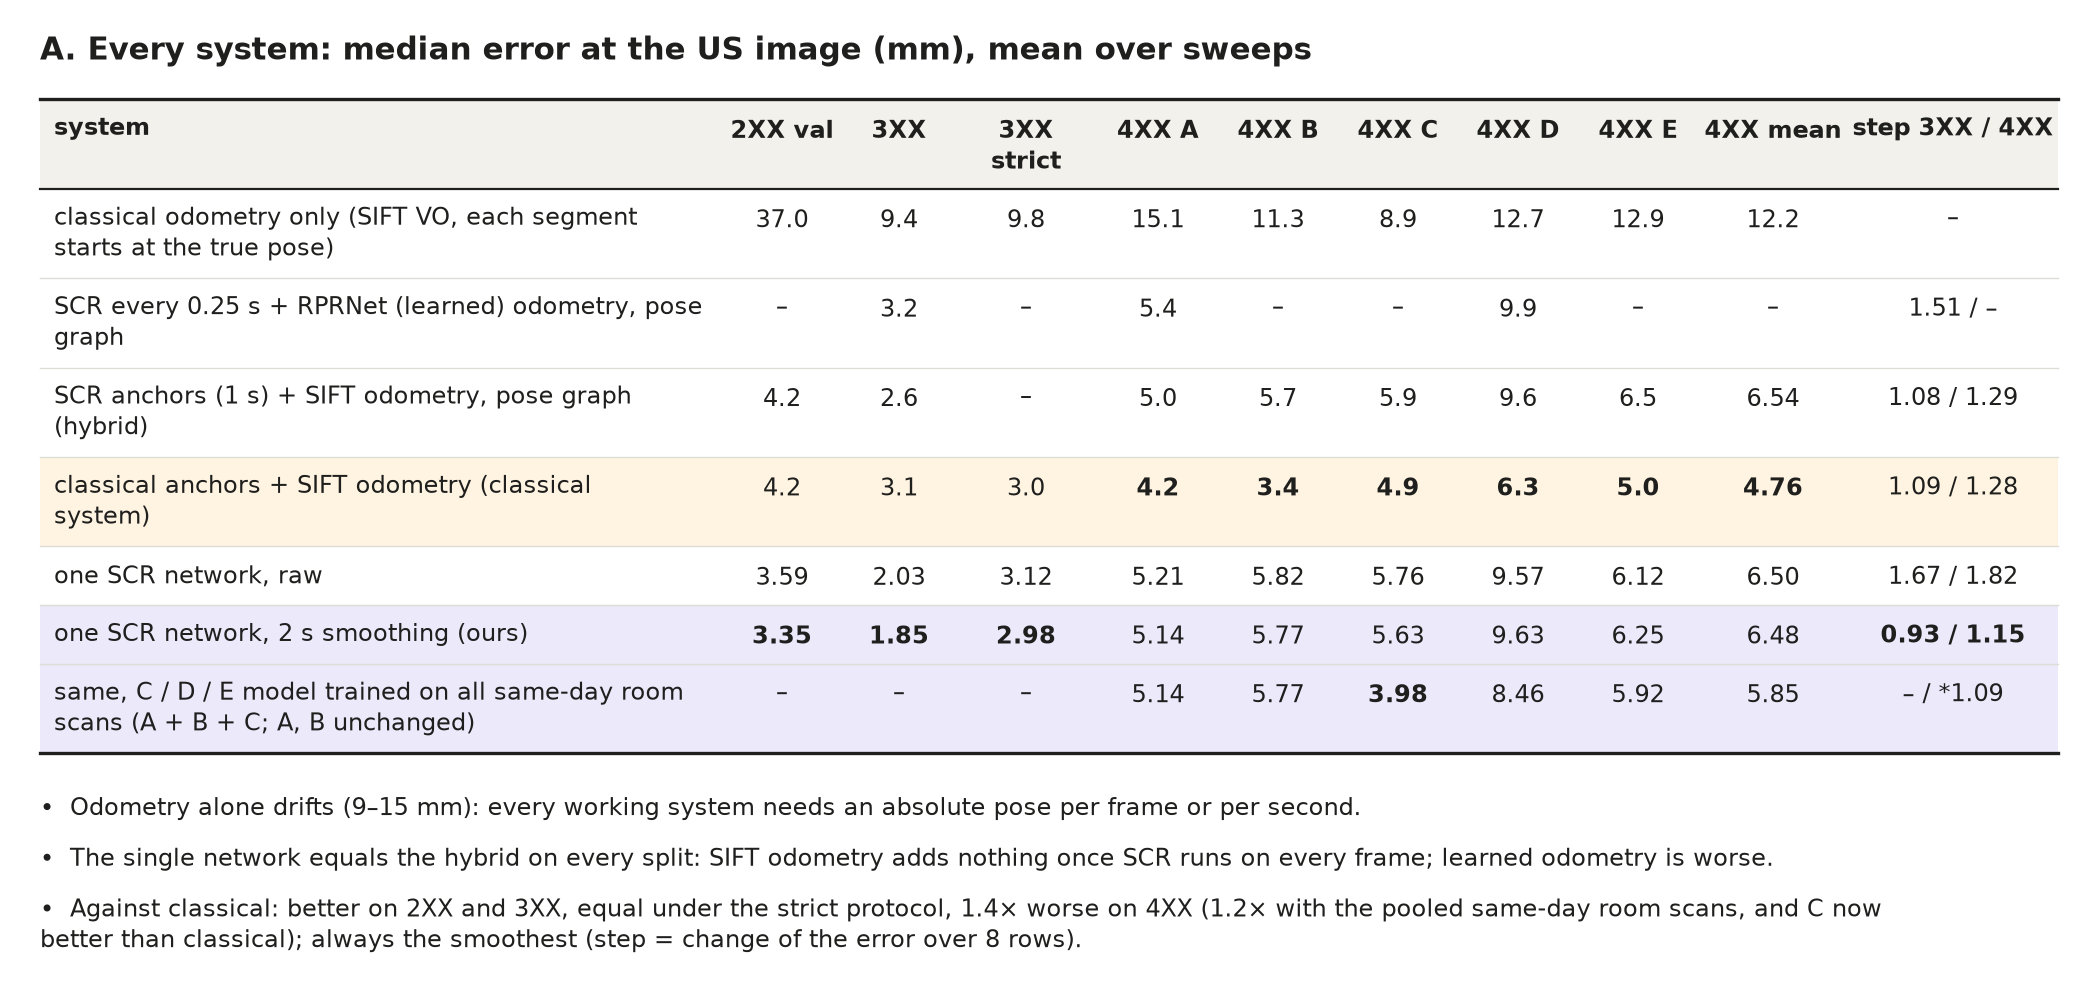 A. Every system: median error at the US image (mm), mean over sweeps
system 2XX val 3XX 3XX strict 4XX A 4XX B 4XX C 4XX D 4XX E 4XX mean step 3XX / 4XX
classical odometry only (SIFT VO, each segment
starts at the true pose) 37.0 9.4 9.8 15.1 11.3 8.9 12.7 12.9 12.2 –
SCR every 0.25 s + RPRNet (learned) odometry, pose
graph – 3.2 – 5.4 – – 9.9 – – 1.51 / –
SCR anchors (1 s) + SIFT odometry, pose graph
(hybrid) 4.2 2.6 – 5.0 5.7 5.9 9.6 6.5 6.54 1.08 / 1.29
classical anchors + SIFT odometry (classical
system) 4.2 3.1 3.0 4.2 3.4 4.9 6.3 5.0 4.76 1.09 / 1.28
one SCR network, raw 3.59 2.03 3.12 5.21 5.82 5.76 9.57 6.12 6.50 1.67 / 1.82
one SCR network, 2 s smoothing (ours) 3.35 1.85 2.98 5.14 5.77 5.63 9.63 6.25 6.48 0.93 / 1.15
same, C / D / E model trained on all same-day room
scans (A + B + C; A, B unchanged) – – – 5.14 5.77 3.98 8.46 5.92 5.85 – / *1.09
• Odometry alone drifts (9–15 mm): every working system needs an absolute pose per frame or per second.
• The single network equals the hybrid on every split: SIFT odometry adds nothing once SCR runs on every frame; learned odometry is worse.
• Against classical: better on 2XX and 3XX, equal under the strict protocol, 1.4× worse on 4XX (1.2× with the pooled same-day room scans, and C now
better than classical); always the smoothest (step = change of the error over 8 rows).